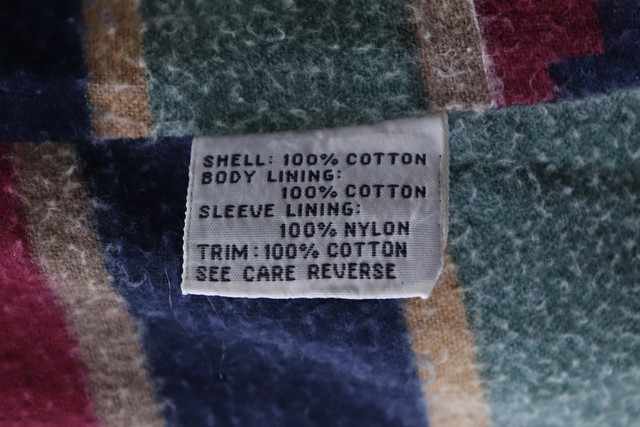 SHELL: 100% COTTON
BODY LINING:
100% COTTON
SLEEVE LINING:
100% NYLON
TRIM: 100% COTTON
SEE CARE REVERSE